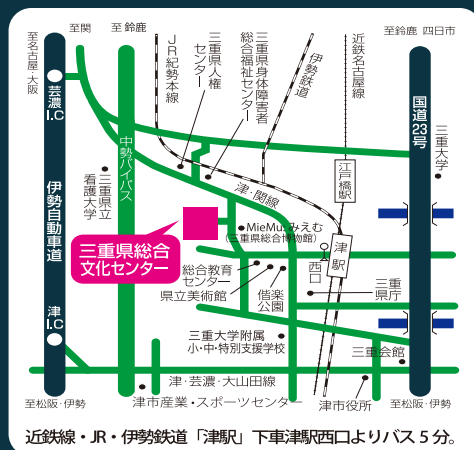 至関
至 鈴鹿
至鈴鹿 四日市
至名古屋・大阪
芸濃
I.C
JR紀勢本線
三重県人権
センター
三重県身体障害者
総合福祉センター
伊勢鉄道
近鉄名古屋線
国道23号
三重大学
中勢バイパス
三重県立
看護大学
江戸橋駅
津・関線
伊勢自動車道
MieMu:みえむ
(三重県総合博物館)
三重県総合
文化センター
津駅
西口
総合教育
センター
県立美術館
偕楽
公園
三重
県庁
津
I.C
三重大学附属
小・中・特別支援学校
三重会館
津・芸濃・大山田線
津市産業・スポーツセンター
津市役所
至松阪・伊勢
至松阪・伊勢
近鉄線・JR・伊勢鉄道「津駅」下車津駅西口よりバス5分。